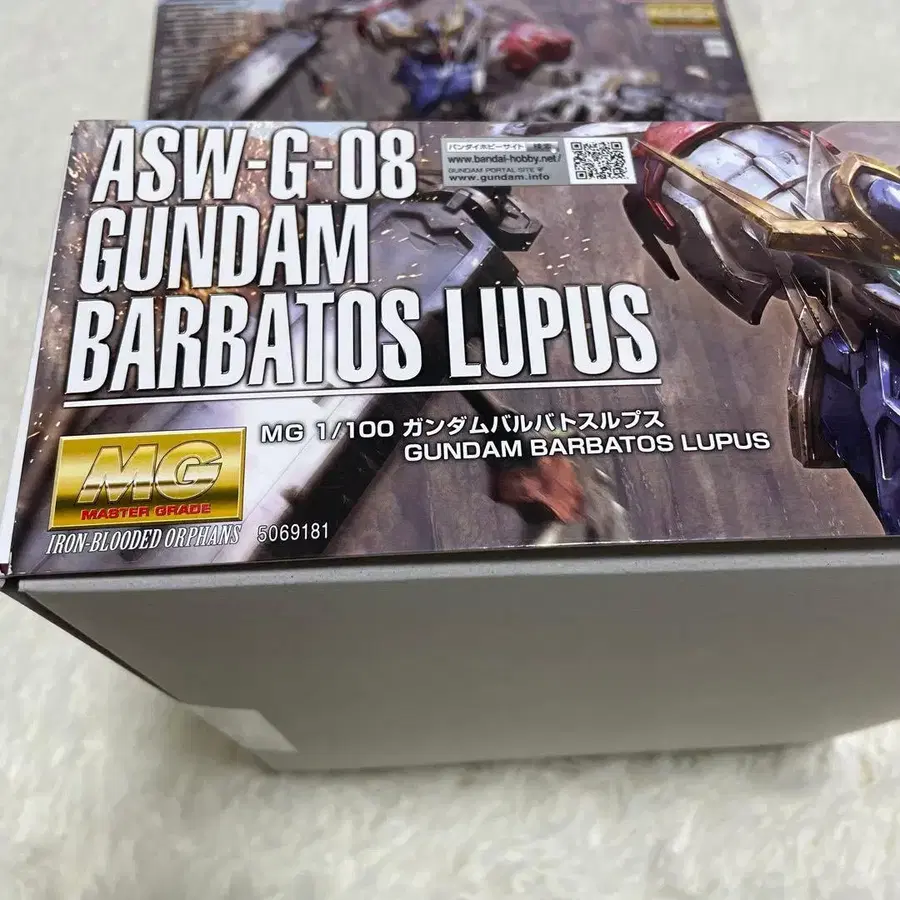 ASW-G-08
GUNDAM
BARBATOS LUPUS
バンダイホビーサイト 検索
www.bandai-hobby.net/
GUNDAM PORTAL SITE
www.gundam.info
MG 1/100 ガンダムバルバトスルプス
GUNDAM BARBATOS LUPUS
MG
MASTER GRADE
IRON-BLOODED ORPHANS 5069181